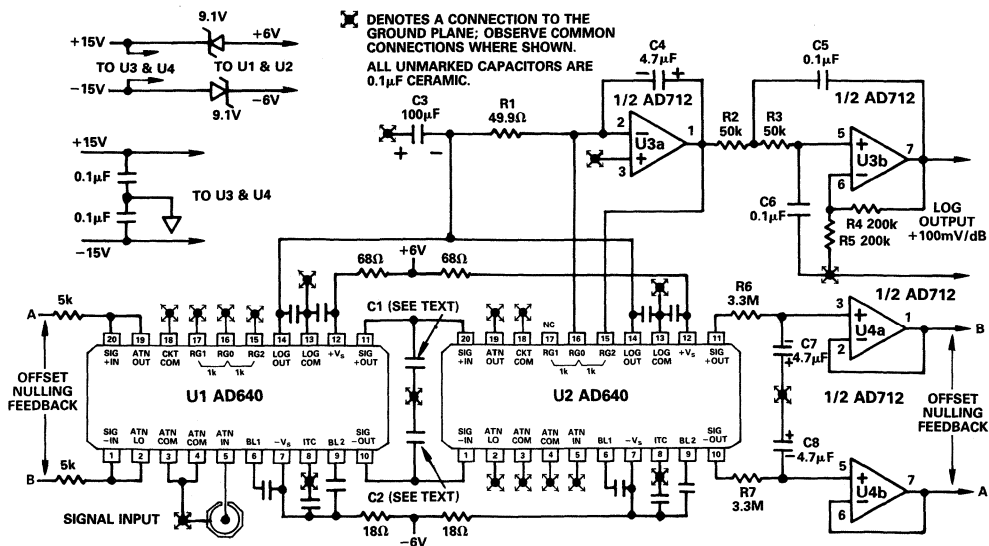 9.1V
+15V
+6V
TO U3 & U4
TO U1 & U2
−15V
−6V
9.1V
+15V
0.1µF
TO U3 & U4
0.1µF
−15V
DENOTES A CONNECTION TO THE
GROUND PLANE; OBSERVE COMMON
CONNECTIONS WHERE SHOWN.
ALL UNMARKED CAPACITORS ARE
0.1µF CERAMIC.
C3
100µF
+
−
R1
49.9Ω
C4
4.7µF
− +
1/2 AD712
2
−
U3a
1
+
3
R2
50k
R3
50k
C5
0.1µF
1/2 AD712
5
+
U3b
7
−
6
C6
0.1µF
R4 200k
R5 200k
LOG
OUTPUT
+100mV/dB
+6V
68Ω
68Ω
C1 (SEE TEXT)
A
5k
OFFSET
NULLING
FEEDBACK
B
5k
20 19 18 17 16 15 14 13 12 11
SIG +IN
ATN OUT
CKT COM
RG1
RG0
RG2
LOG OUT
LOG COM
+VS
SIG +OUT
1k 1k
U1 AD640
SIG −IN
ATN LO
ATN COM
ATN COM
ATN IN
BL1
−VS
ITC
BL2
SIG −OUT
1 2 3 4 5 6 7 8 9 10
SIGNAL INPUT
C2 (SEE TEXT)
18Ω
18Ω
−6V
NC
20 19 18 17 16 15 14 13 12 11
SIG +IN
ATN OUT
CKT COM
RG1
RG0
RG2
LOG OUT
LOG COM
+VS
SIG +OUT
1k 1k
U2 AD640
SIG −IN
ATN LO
ATN COM
ATN COM
ATN IN
BL1
−VS
ITC
BL2
SIG −OUT
1 2 3 4 5 6 7 8 9 10
R6
3.3M
1/2 AD712
3
+
U4a
1
−
2
B
C7
4.7µF
−
+
1/2 AD712
OFFSET
NULLING
FEEDBACK
C8
4.7µF
+
−
R7
3.3M
5
+
U4b
7
−
6
A